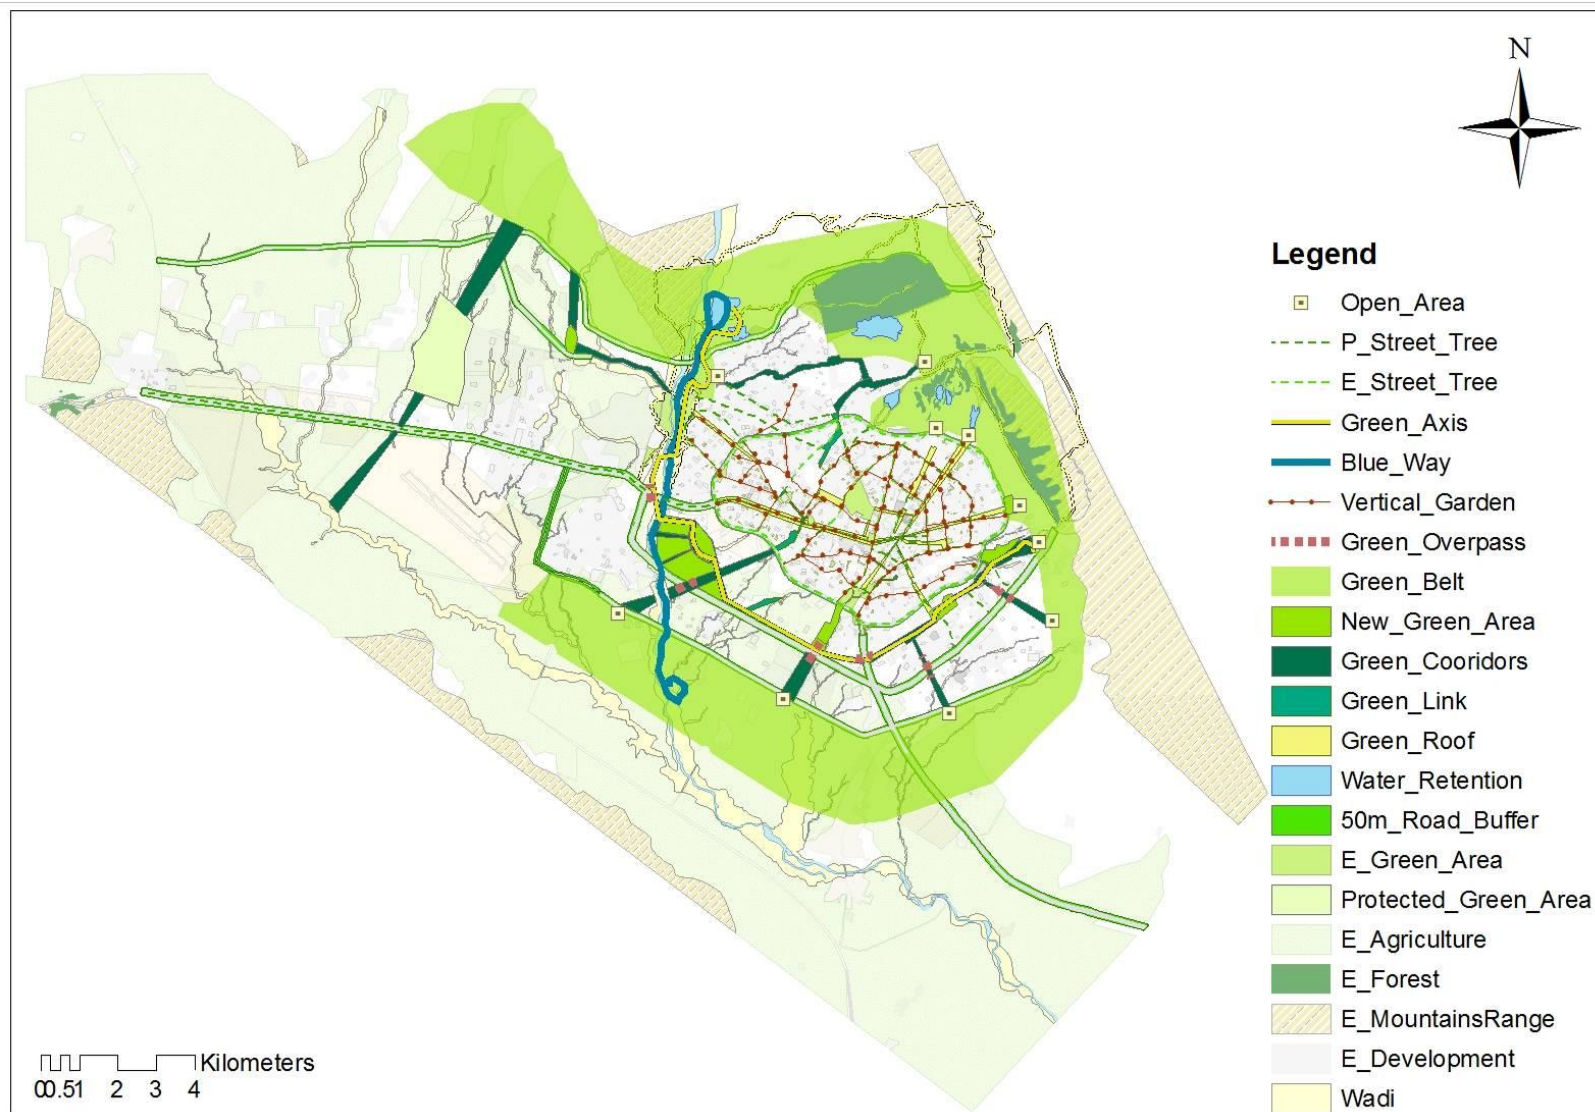 N
Legend
Open_Area
P_Street_Tree
E_Street_Tree
Green_Axis
Blue_Way
Vertical_Garden
Green_Overpass
Green_Belt
New_Green_Area
Green_Cooridors
Green_Link
Green_Roof
Water_Retention
50m_Road_Buffer
E_Green_Area
Protected_Green_Area
E_Agriculture
E_Forest
E_MountainsRange
E_Development
Wadi
Kilometers
00.51 2 3 4